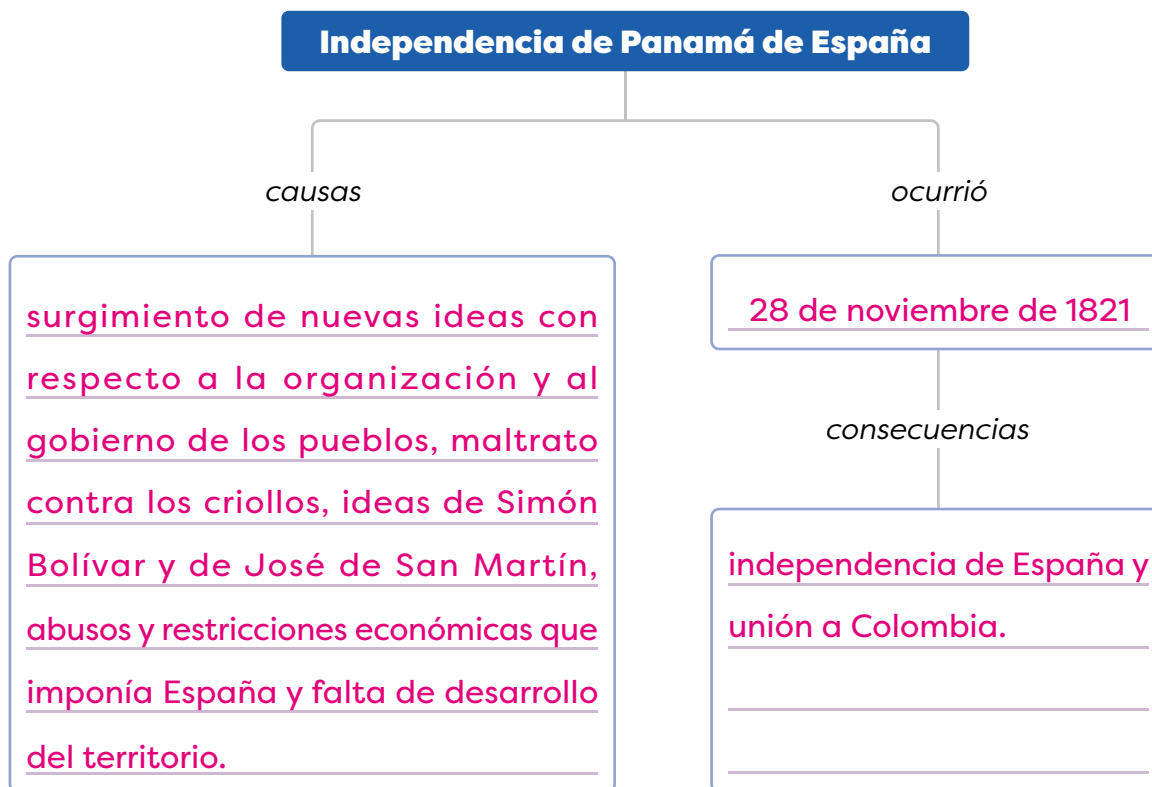 Independencia de Panamá de España
causas
surgimiento de nuevas ideas con
respecto a la organización y al
gobierno de los pueblos, maltrato
contra los criollos, ideas de Simón
Bolívar y de José de San Martín,
abusos y restricciones económicas que
imponía España y falta de desarrollo
del territorio.
ocurrió
28 de noviembre de 1821
consecuencias
independencia de España y
unión a Colombia.